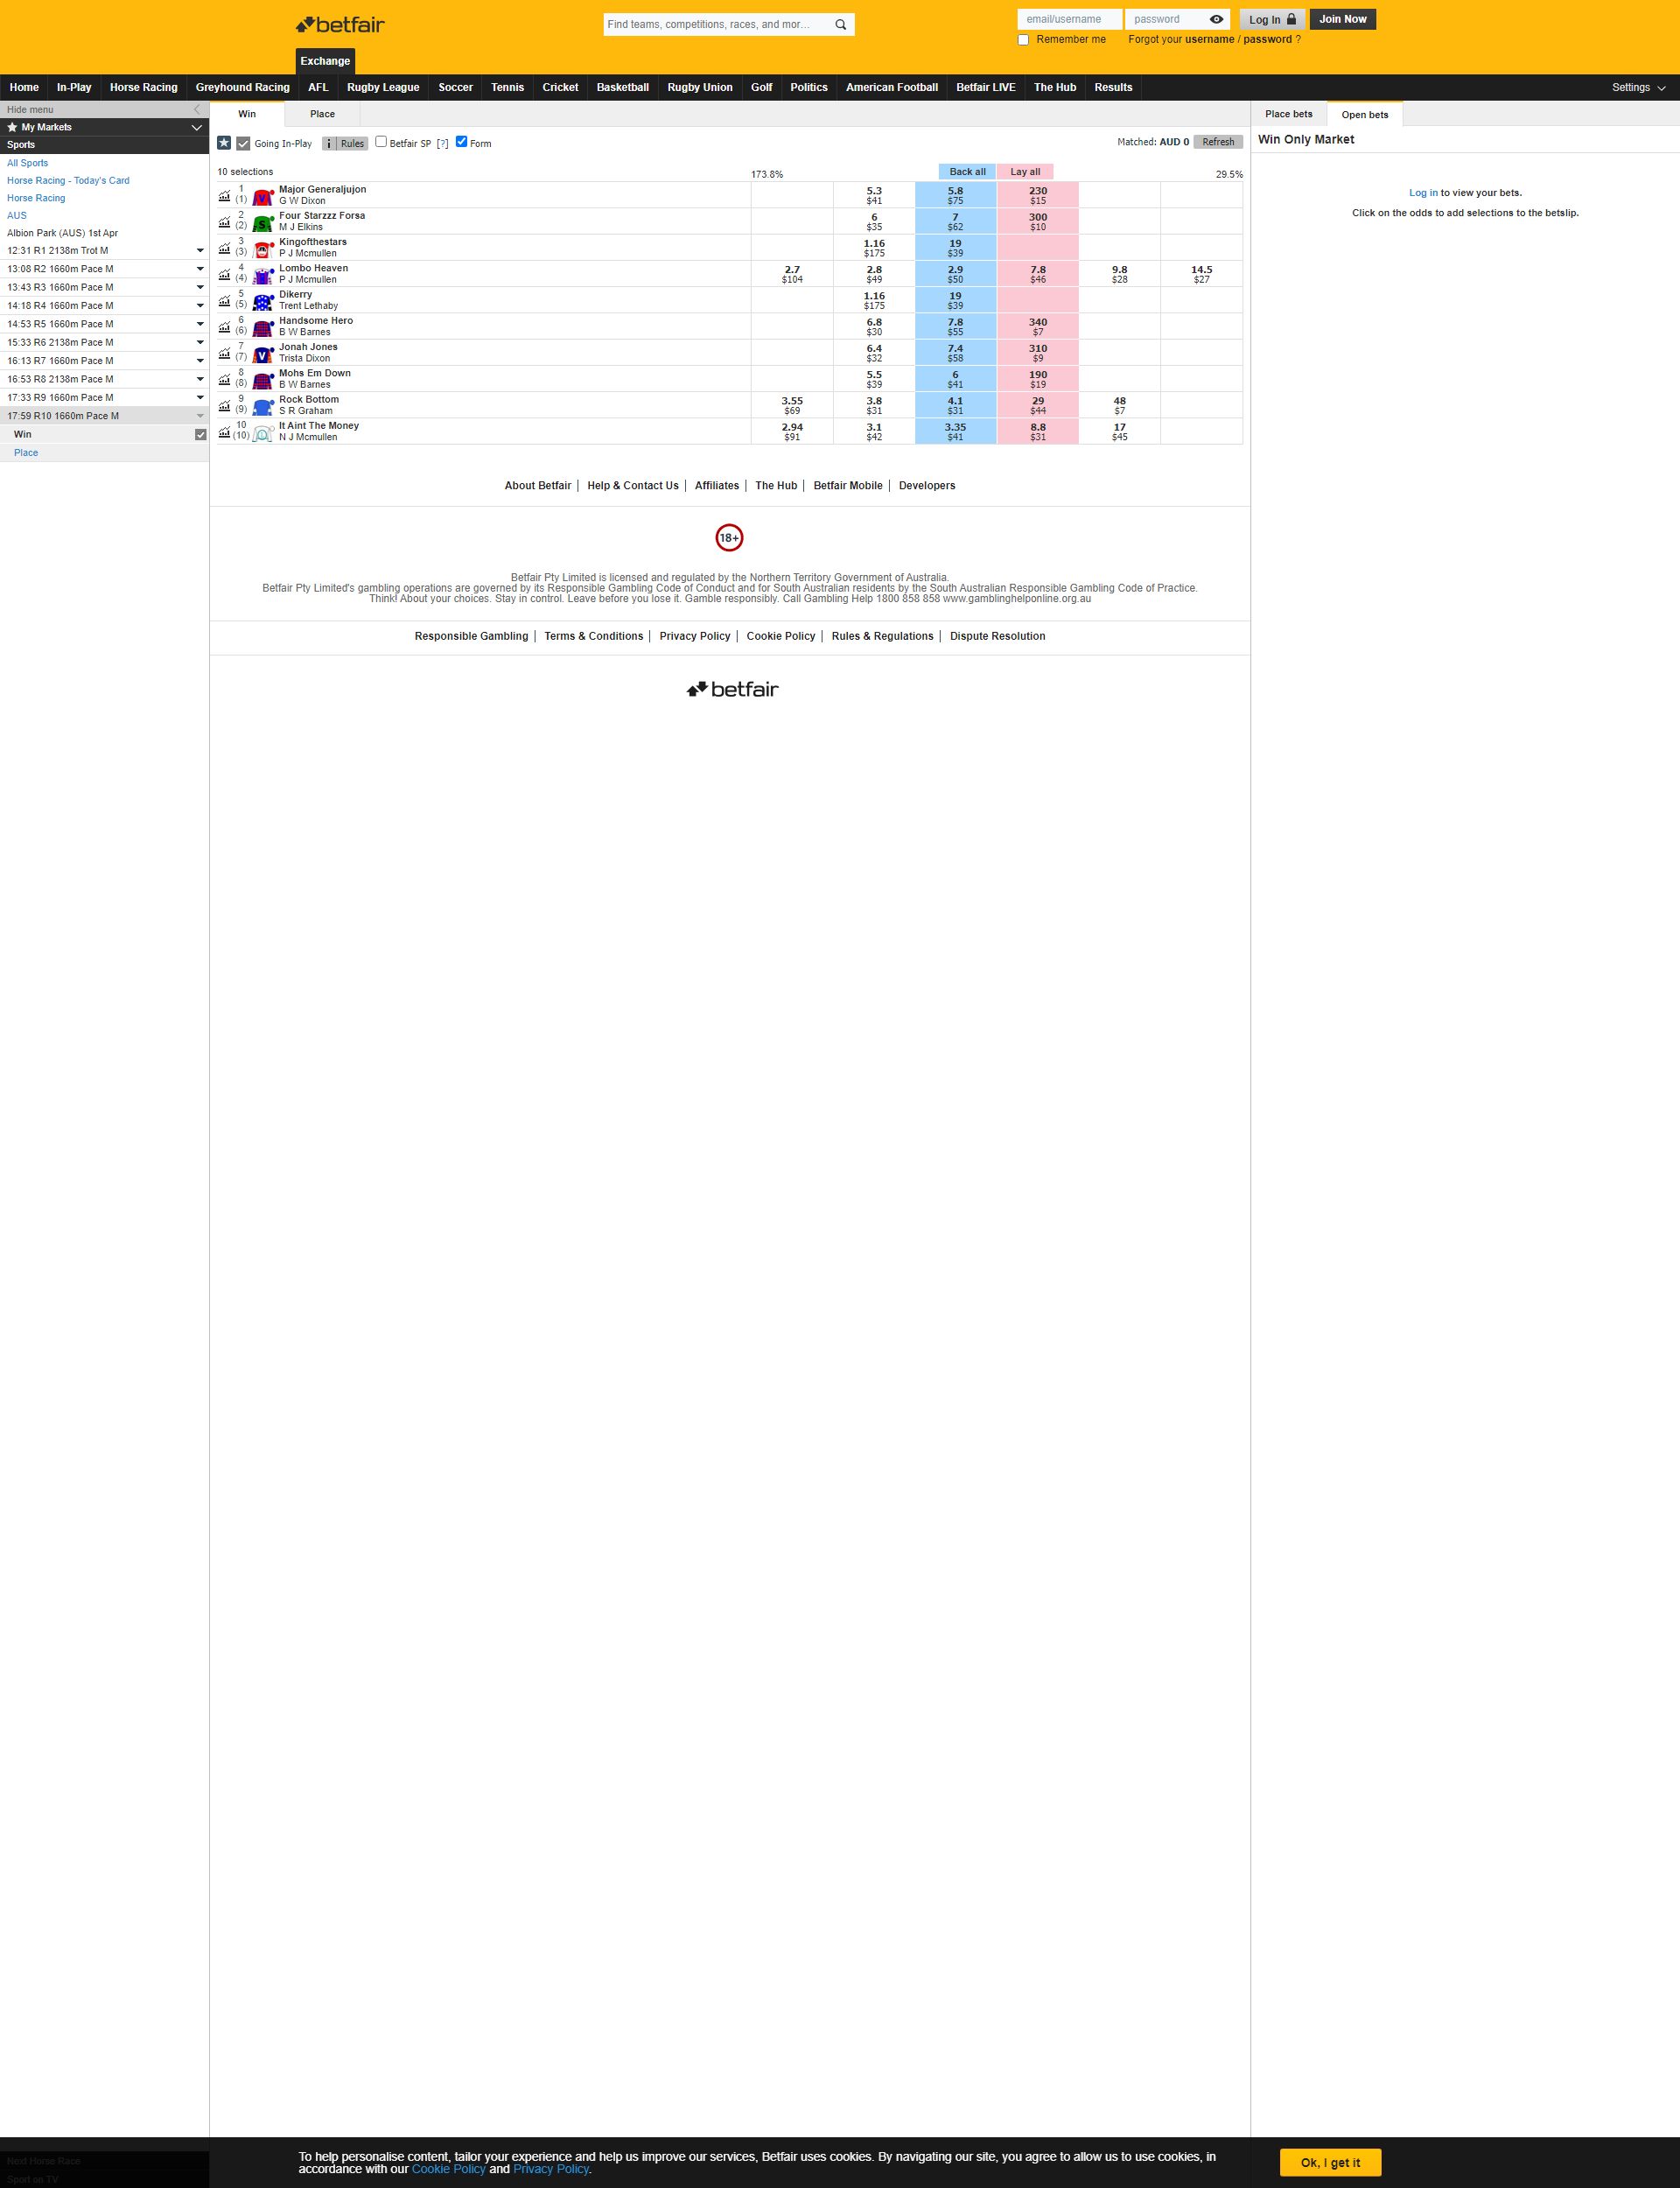 betfair
Find teams, competitions, races, and mor...
email/username
password
Log In
Join Now
Remember me
Forgot your username / password ?
Exchange
Home
In-Play
Horse Racing
Greyhound Racing
AFL
Rugby League
Soccer
Tennis
Cricket
Basketball
Rugby Union
Golf
Politics
American Football
Betfair LIVE
The Hub
Results
Settings
Hide menu
My Markets
Sports
All Sports
Horse Racing - Today's Card
Horse Racing
AUS
Albion Park (AUS) 1st Apr
12:31 R1 2138m Trot M
13:08 R2 1660m Pace M
13:43 R3 1660m Pace M
14:18 R4 1660m Pace M
14:53 R5 1660m Pace M
15:33 R6 2138m Pace M
16:13 R7 1660m Pace M
16:53 R8 2138m Pace M
17:33 R9 1660m Pace M
17:59 R10 1660m Pace M
Win
Place
Win
Place
Going In-Play
i Rules
Betfair SP [?]
Form
Matched: AUD 0
Refresh
10 selections
173.8%
Back all
Lay all
29.5%
1 Major Generaljujon 5.3 5.8 230
(1) G W Dixon $41 $75 $15
2 Four Starzzz Forsa 6 7 300
(2) M J Elkins $35 $62 $10
3 Kingofthestars 1.16 19
(3) P J Mcmullen $175 $39
4 Lombo Heaven 2.7 2.8 2.9 7.8 9.8 14.5
(4) P J Mcmullen $104 $49 $50 $46 $28 $27
5 Dikerry 1.16 19
(5) Trent Lethaby $175 $39
6 Handsome Hero 6.8 7.8 340
(6) B W Barnes $30 $55 $7
7 Jonah Jones 6.4 7.4 310
(7) Trista Dixon $32 $58 $9
8 Mohs Em Down 5.5 6 190
(8) B W Barnes $39 $41 $19
9 Rock Bottom 3.55 3.8 4.1 29 48
(9) S R Graham $69 $31 $31 $44 $7
10 It Aint The Money 2.94 3.1 3.35 8.8 17
(10) N J Mcmullen $91 $42 $41 $31 $45
Place bets
Open bets
Win Only Market
Log in to view your bets.
Click on the odds to add selections to the betslip.
About Betfair
Help & Contact Us
Affiliates
The Hub
Betfair Mobile
Developers
18+
Betfair Pty Limited is licensed and regulated by the Northern Territory Government of Australia.
Betfair Pty Limited's gambling operations are governed by its Responsible Gambling Code of Conduct and for South Australian residents by the South Australian Responsible Gambling Code of Practice.
Think! About your choices. Stay in control. Leave before you lose it. Gamble responsibly. Call Gambling Help 1800 858 858 www.gamblinghelponline.org.au
Responsible Gambling
Terms & Conditions
Privacy Policy
Cookie Policy
Rules & Regulations
Dispute Resolution
betfair
Next Horse Race
Sport on TV
To help personalise content, tailor your experience and help us improve our services, Betfair uses cookies. By navigating our site, you agree to allow us to use cookies, in
accordance with our Cookie Policy and Privacy Policy.
Ok, I get it